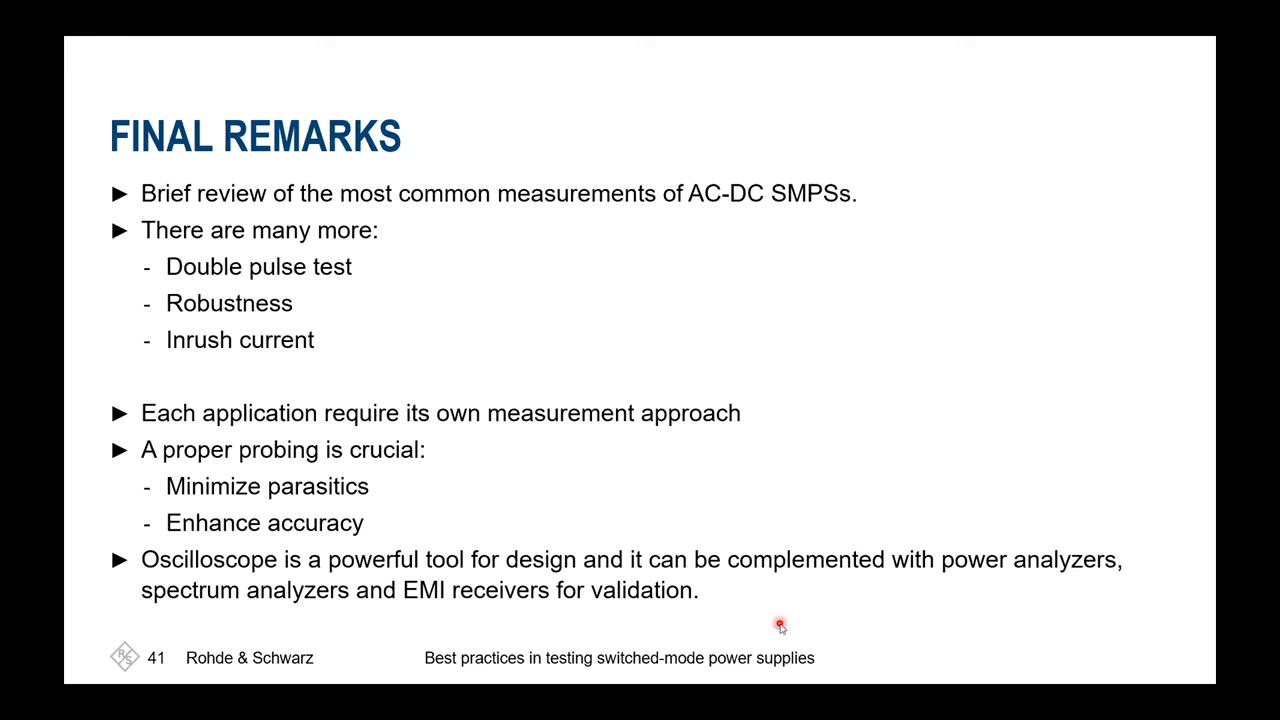 FINAL REMARKS
► Brief review of the most common measurements of AC-DC SMPSs.
► There are many more:
- Double pulse test
- Robustness
- Inrush current
► Each application require its own measurement approach
► A proper probing is crucial:
- Minimize parasitics
- Enhance accuracy
► Oscilloscope is a powerful tool for design and it can be complemented with power analyzers,
spectrum analyzers and EMI receivers for validation.
R&S 41 Rohde & Schwarz Best practices in testing switched-mode power supplies